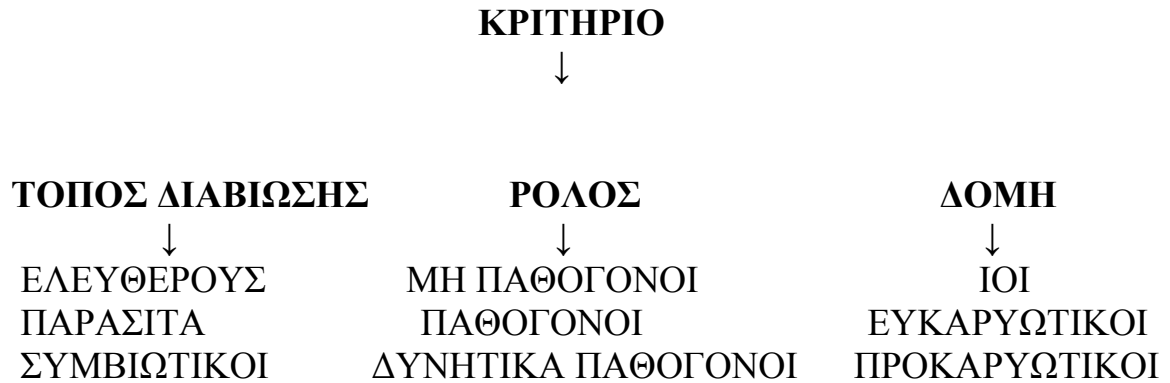 ΚΡΙΤΗΡΙΟ
↓
ΤΟΠΟΣ ΔΙΑΒΙΩΣΗΣ ΡΟΛΟΣ ΔΟΜΗ
↓ ↓ ↓
ΕΛΕΥΘΕΡΟΥΣ ΜΗ ΠΑΘΟΓΟΝΟΙ ΙΟΙ
ΠΑΡΑΣΙΤΑ ΠΑΘΟΓΟΝΟΙ ΕΥΚΑΡΥΩΤΙΚΟΙ
ΣΥΜΒΙΩΤΙΚΟΙ ΔΥΝΗΤΙΚΑ ΠΑΘΟΓΟΝΟΙ ΠΡΟΚΑΡΥΩΤΙΚΟΙ